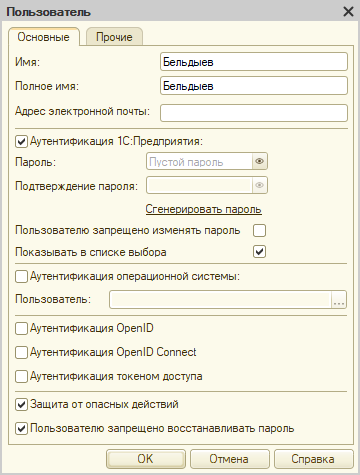 Пользователь
Основные Прочие
Имя: Бельдыев
Полное имя: Бельдыев
Адрес электронной почты:
Аутентификация 1С:Предприятия:
Пароль: Пустой пароль
Подтверждение пароля:
Сгенерировать пароль
Пользователю запрещено изменять пароль
Показывать в списке выбора
Аутентификация операционной системы:
Пользователь: ...
Аутентификация OpenID
Аутентификация OpenID Connect
Аутентификация токеном доступа
Защита от опасных действий
Пользователю запрещено восстанавливать пароль
OK Отмена Справка